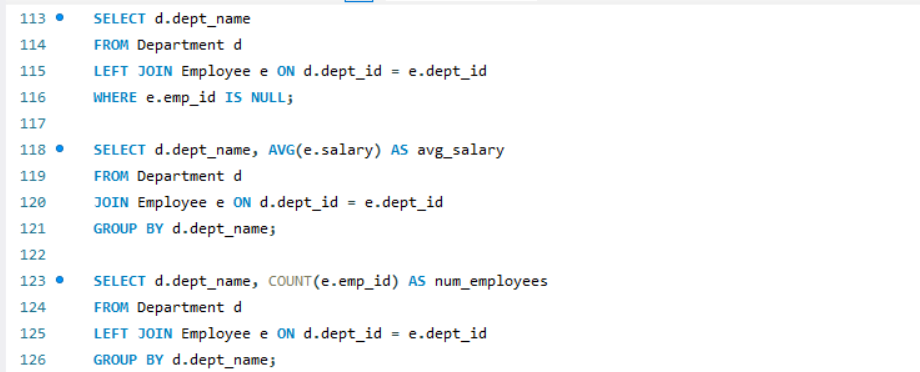 113 SELECT d.dept_name
114 FROM Department d
115 LEFT JOIN Employee e ON d.dept_id = e.dept_id
116 WHERE e.emp_id IS NULL;
117
118 SELECT d.dept_name, AVG(e.salary) AS avg_salary
119 FROM Department d
120 JOIN Employee e ON d.dept_id = e.dept_id
121 GROUP BY d.dept_name;
122
123 SELECT d.dept_name, COUNT(e.emp_id) AS num_employees
124 FROM Department d
125 LEFT JOIN Employee e ON d.dept_id = e.dept_id
126 GROUP BY d.dept_name;